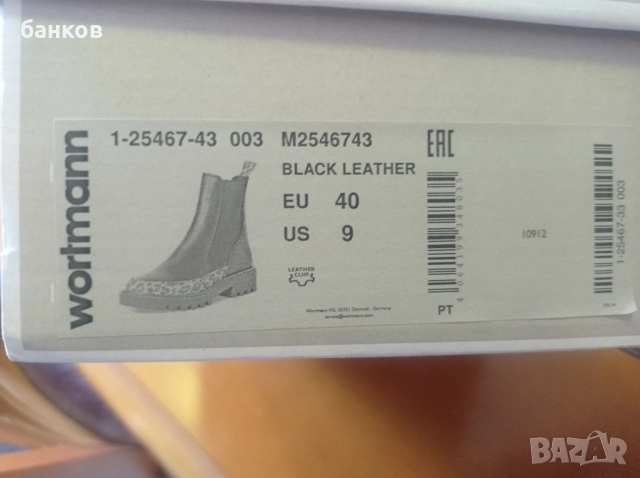 банков
wortmann
1-25467-43 003 M2546743
BLACK LEATHER
EU 40
US 9
LEATHER
CUIR
EAC
PT
10912
1-25467-33 003
BAZAR